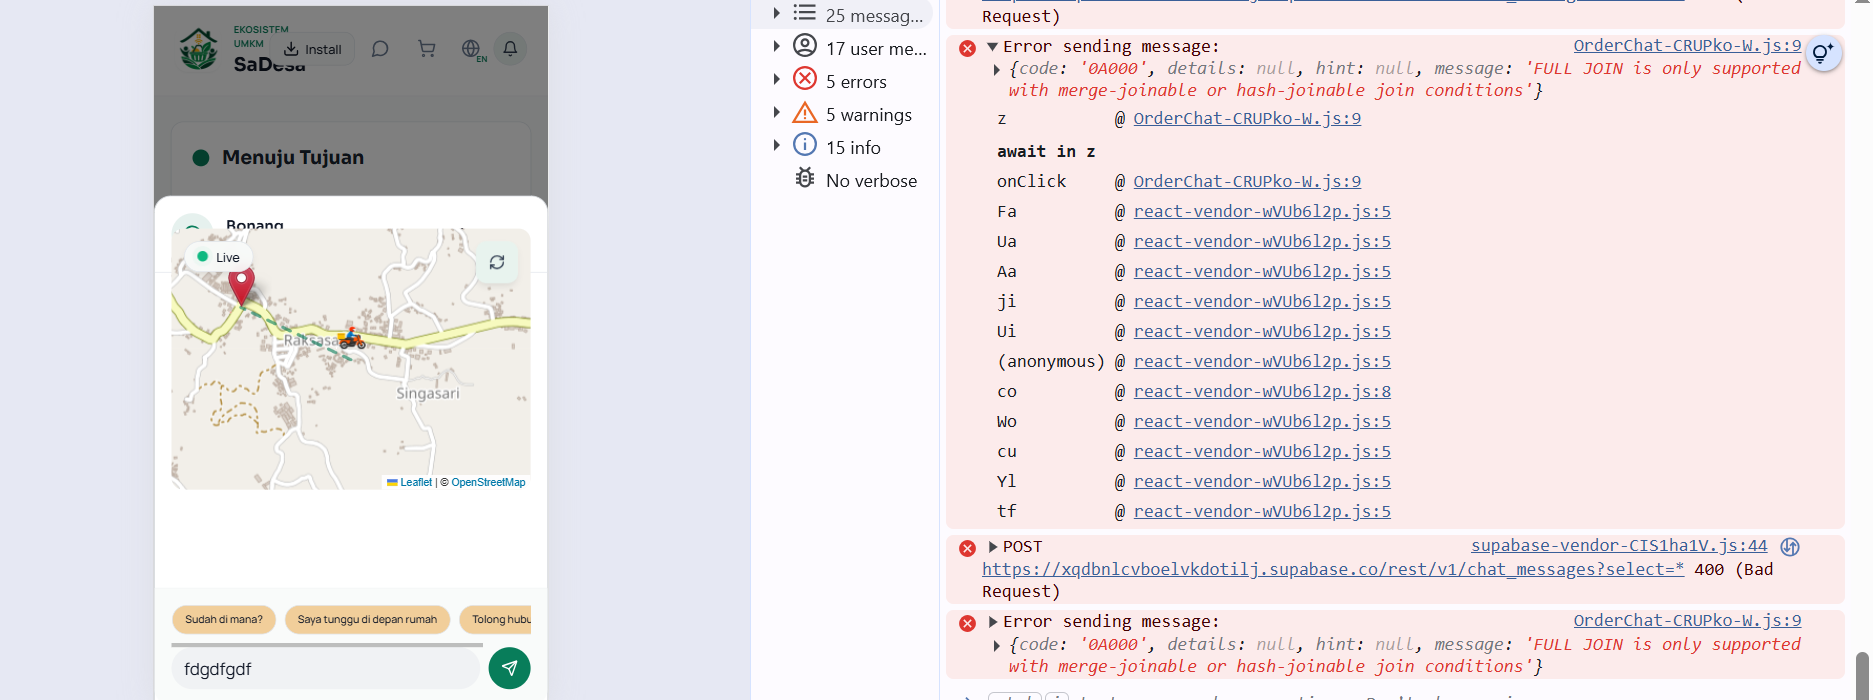 EKOSISTEM
UMKM
SaDesa
Install
EN
Menuju Tujuan
Bonang
Live
Raksasa
Singasari
Leaflet | © OpenStreetMap
Sudah di mana?
Saya tunggu di depan rumah
Tolong hubu
fdgdfgdf
25 messag...
17 user me...
5 errors
5 warnings
15 info
No verbose
Request)
Error sending message: OrderChat-CRUPko-W.js:9
{code: '0A000', details: null, hint: null, message: 'FULL JOIN is only supported
with merge-joinable or hash-joinable join conditions'}
z @ OrderChat-CRUPko-W.js:9
await in z
onClick @ OrderChat-CRUPko-W.js:9
Fa @ react-vendor-wVUb6l2p.js:5
Ua @ react-vendor-wVUb6l2p.js:5
Aa @ react-vendor-wVUb6l2p.js:5
ji @ react-vendor-wVUb6l2p.js:5
Ui @ react-vendor-wVUb6l2p.js:5
(anonymous) @ react-vendor-wVUb6l2p.js:5
co @ react-vendor-wVUb6l2p.js:8
Wo @ react-vendor-wVUb6l2p.js:5
cu @ react-vendor-wVUb6l2p.js:5
Yl @ react-vendor-wVUb6l2p.js:5
tf @ react-vendor-wVUb6l2p.js:5
POST supabase-vendor-CIS1ha1V.js:44
https://xqdbnlcvboelvkdotilj.supabase.co/rest/v1/chat_messages?select=* 400 (Bad
Request)
Error sending message: OrderChat-CRUPko-W.js:9
{code: '0A000', details: null, hint: null, message: 'FULL JOIN is only supported
with merge-joinable or hash-joinable join conditions'}